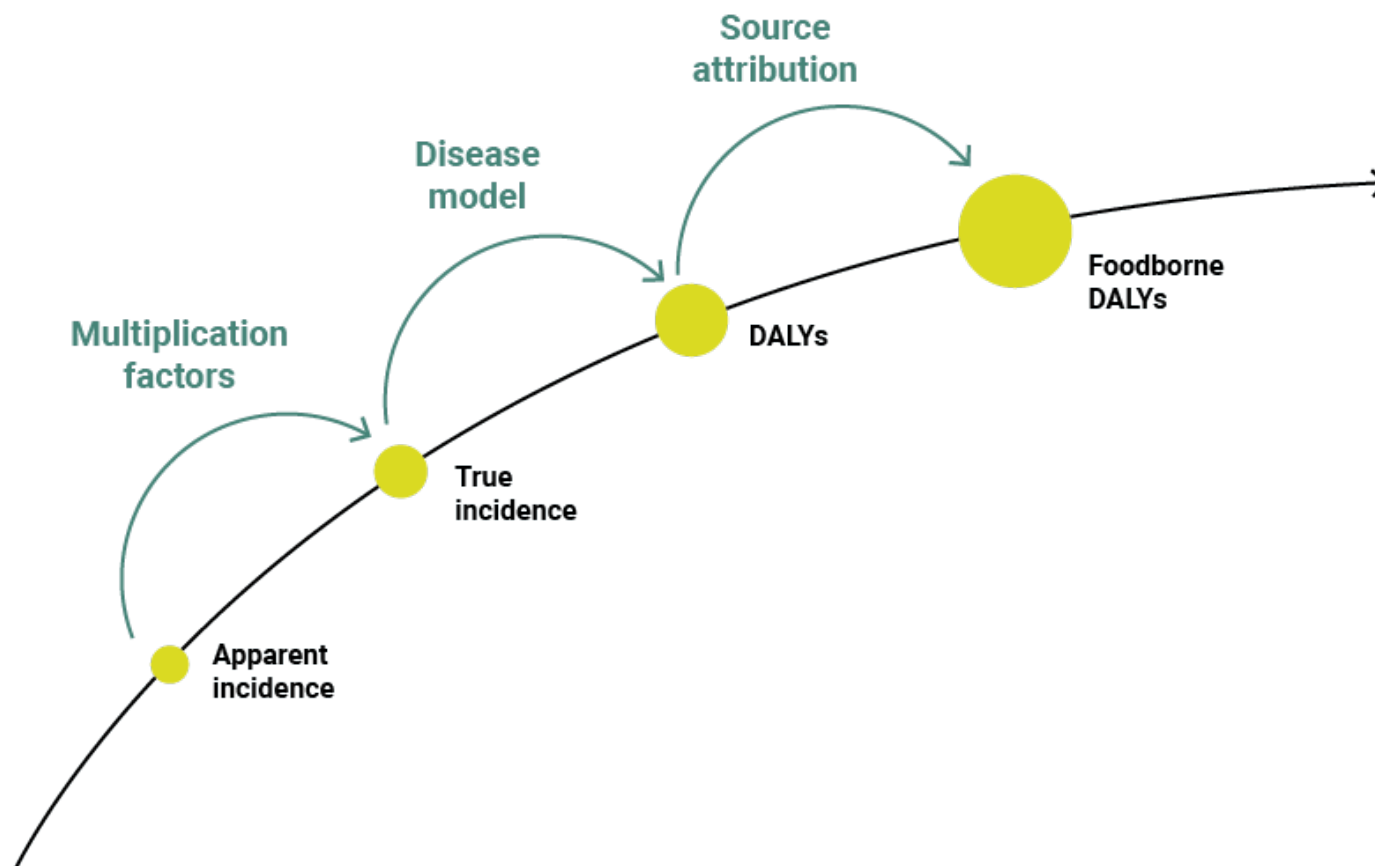 Source
attribution
Disease
model
Foodborne
DALYs
Multiplication
factors
DALYs
True
incidence
Apparent
incidence